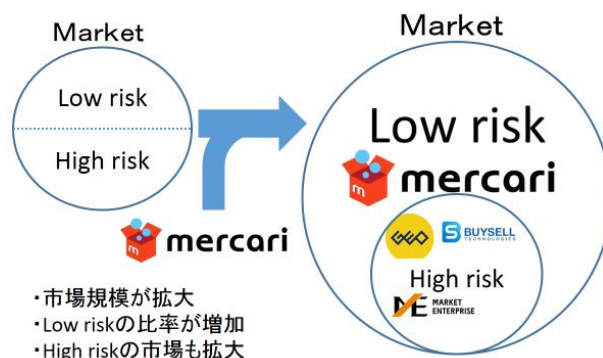 Market
Low risk
High risk
m
mercari
・市場規模が拡大
・Low riskの比率が増加
・High riskの市場も拡大
Market
Low risk
m
mercari
GEO
S
BUYSELL
TECHNOLOGIES
High risk
ME
MARKET
ENTERPRISE